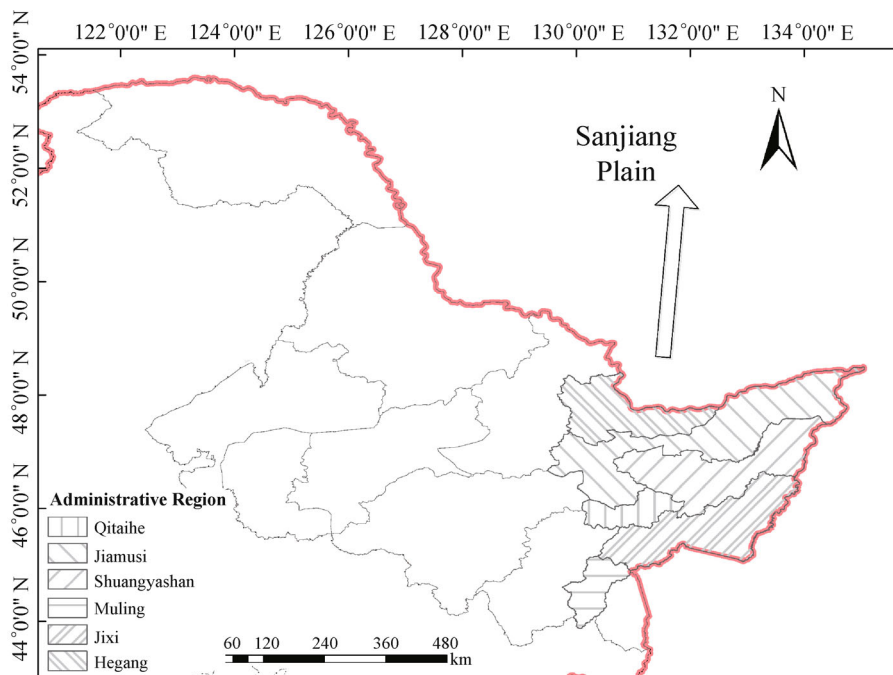 122°0'0" E 124°0'0" E 126°0'0" E 128°0'0" E 130°0'0" E 132°0'0" E 134°0'0" E
54°0'0" N
52°0'0" N
50°0'0" N
48°0'0" N
46°0'0" N
44°0'0" N
N
Sanjiang
Plain
Administrative Region
Qitaihe
Jiamusi
Shuangyashan
Muling
Jixi
Hegang
60 120 240 360 480
km